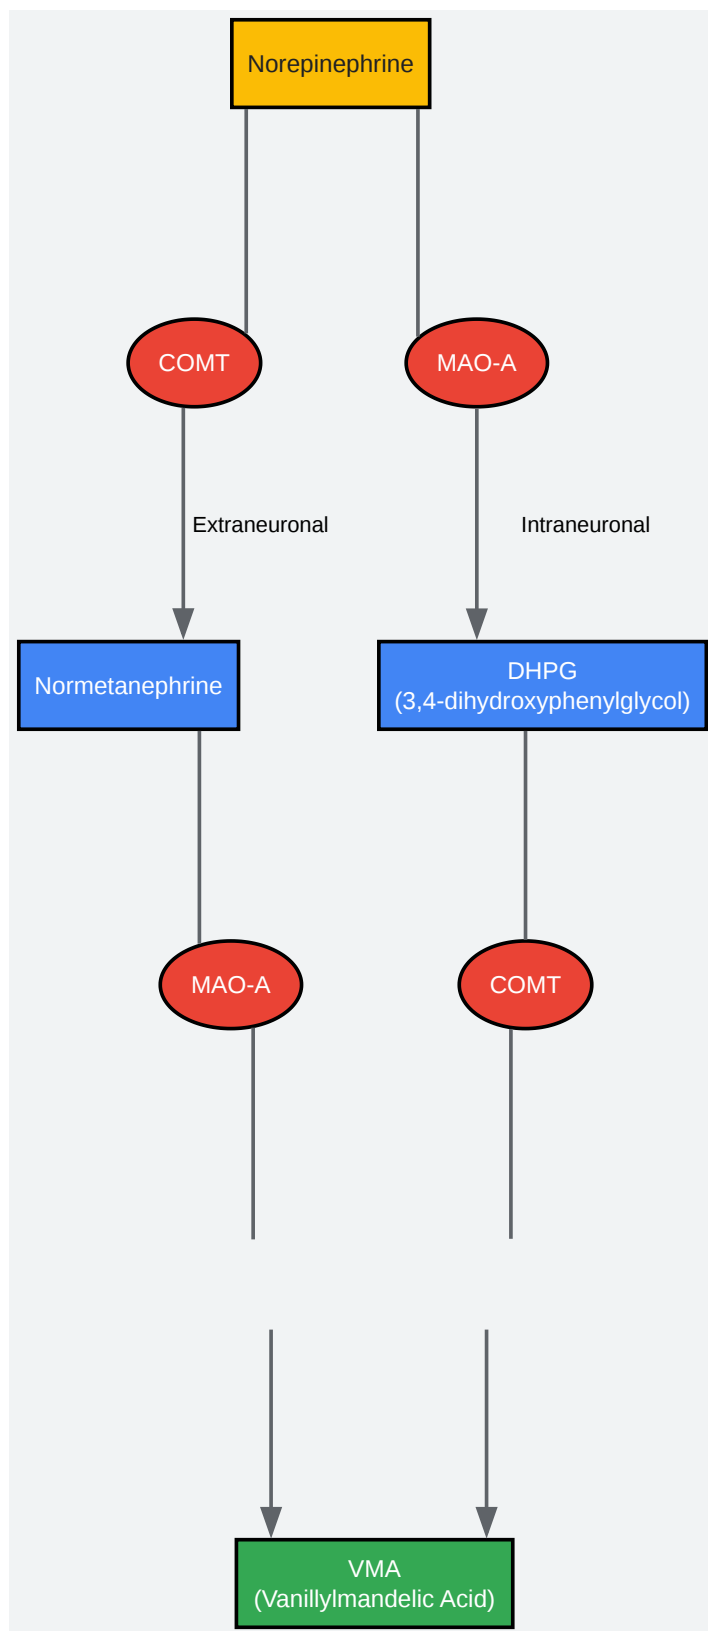 Norepinephrine
COMT
MAO-A
Extraneuronal
Intraneuronal
Normetanephrine
DHPG
(3,4-dihydroxyphenylglycol)
MAO-A
COMT
VMA
(Vanillylmandelic Acid)